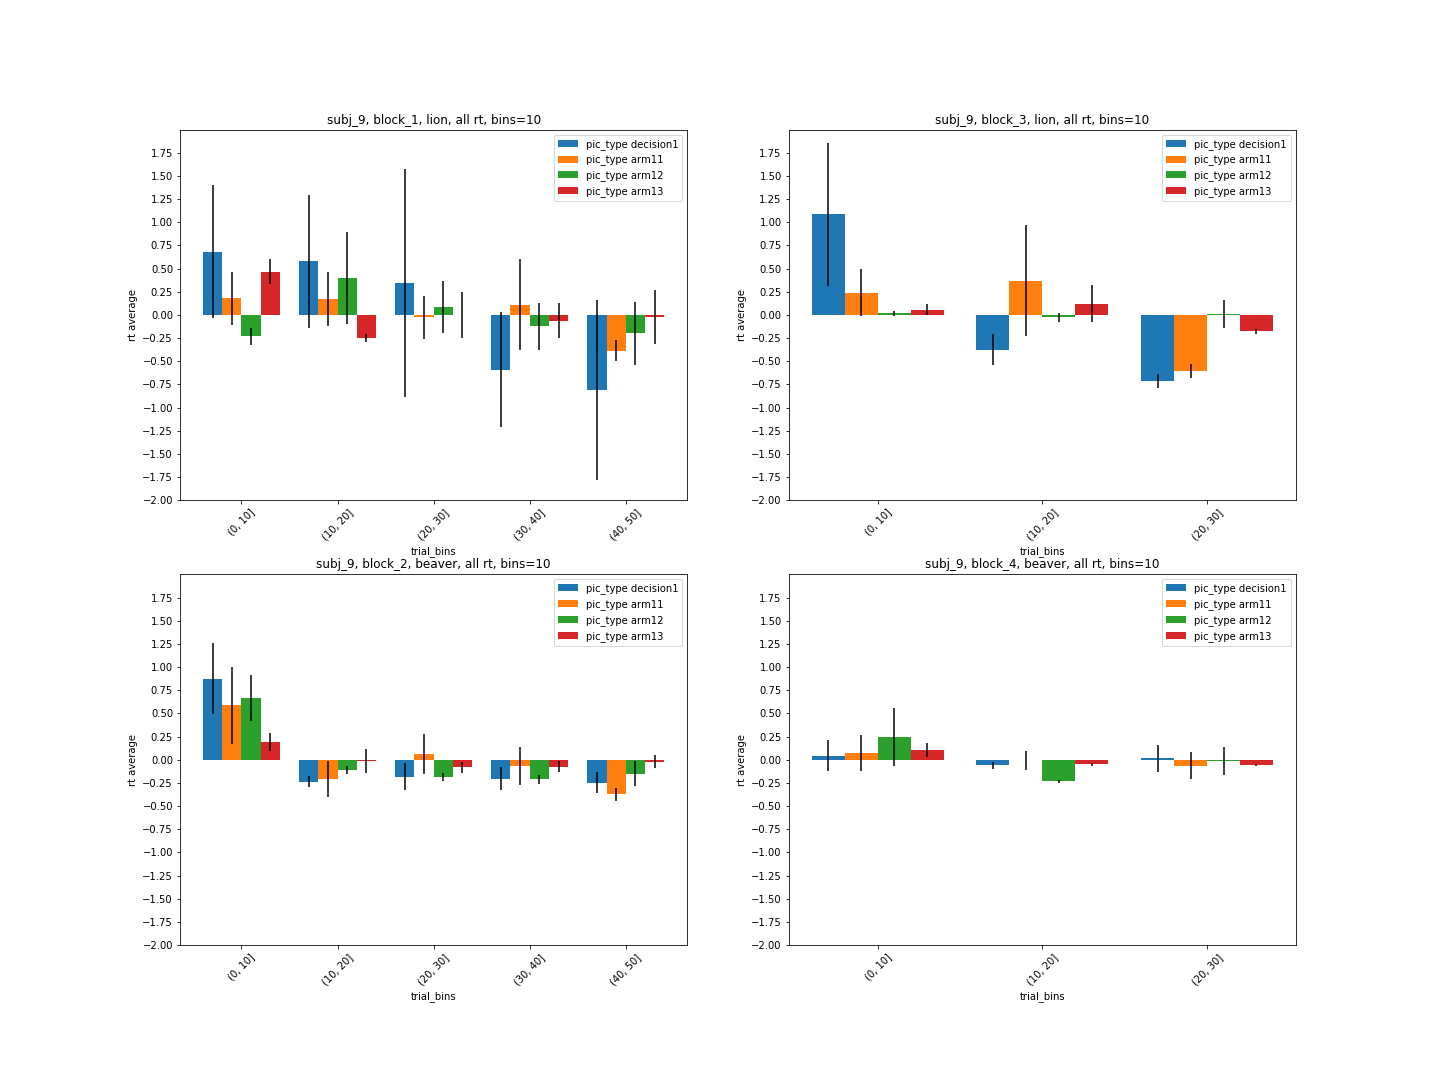 subj_9, block_1, lion, all rt, bins=10
pic_type decision1
pic_type arm11
pic_type arm12
pic_type arm13
1.75
1.50
1.25
1.00
0.75
0.50
0.25
0.00
−0.25
−0.50
−0.75
−1.00
−1.25
−1.50
−1.75
−2.00
rt average
(0, 10]
(10, 20]
(20, 30]
(30, 40]
(40, 50]
trial_bins
subj_9, block_3, lion, all rt, bins=10
pic_type decision1
pic_type arm11
pic_type arm12
pic_type arm13
1.75
1.50
1.25
1.00
0.75
0.50
0.25
0.00
−0.25
−0.50
−0.75
−1.00
−1.25
−1.50
−1.75
−2.00
rt average
(0, 10]
(10, 20]
(20, 30]
trial_bins
subj_9, block_2, beaver, all rt, bins=10
pic_type decision1
pic_type arm11
pic_type arm12
pic_type arm13
1.75
1.50
1.25
1.00
0.75
0.50
0.25
0.00
−0.25
−0.50
−0.75
−1.00
−1.25
−1.50
−1.75
−2.00
rt average
(0, 10]
(10, 20]
(20, 30]
(30, 40]
(40, 50]
trial_bins
subj_9, block_4, beaver, all rt, bins=10
pic_type decision1
pic_type arm11
pic_type arm12
pic_type arm13
1.75
1.50
1.25
1.00
0.75
0.50
0.25
0.00
−0.25
−0.50
−0.75
−1.00
−1.25
−1.50
−1.75
−2.00
rt average
(0, 10]
(10, 20]
(20, 30]
trial_bins